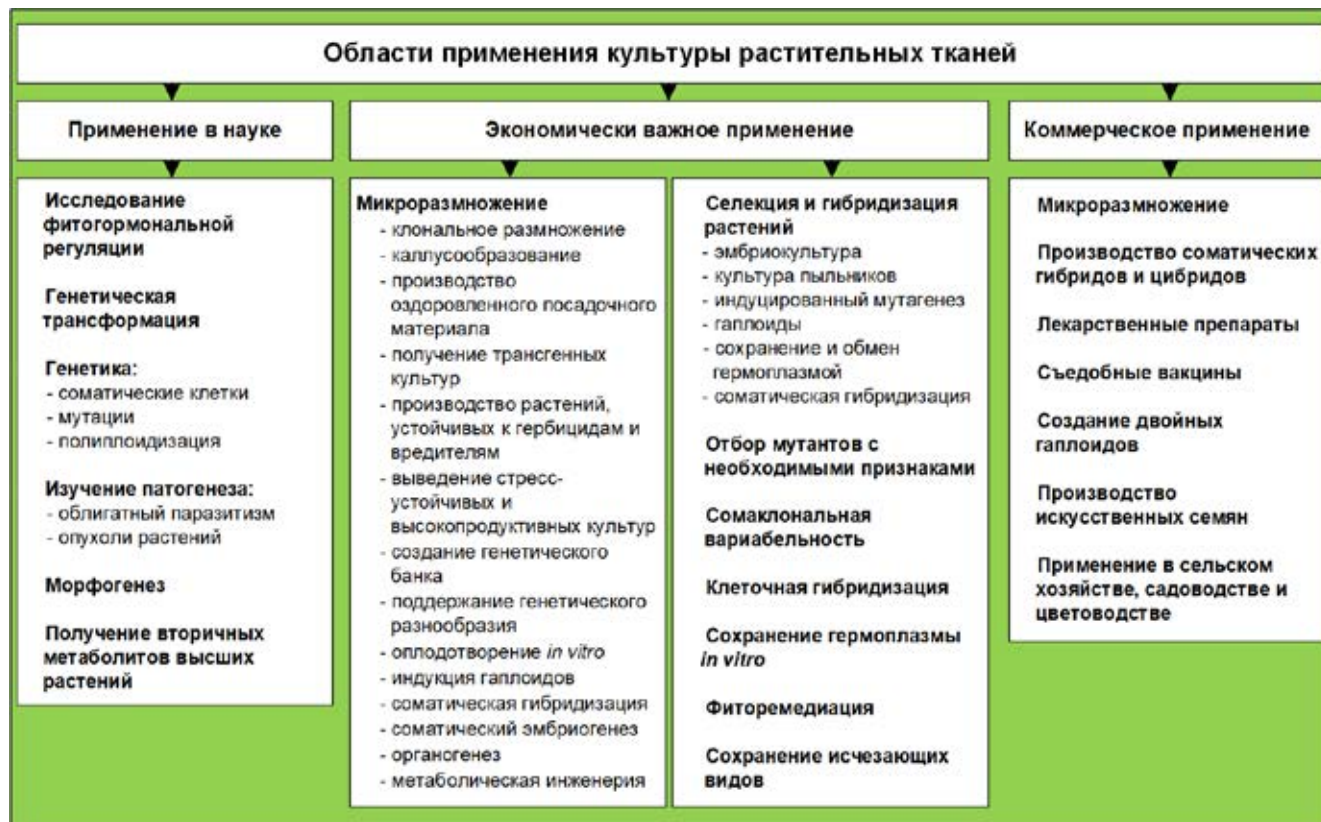 Области применения культуры растительных тканей
Применение в науке
Экономически важное применение
Коммерческое применение
Исследование
фитогормональной
регуляции
Генетическая
трансформация
Генетика:
- соматические клетки
- мутации
- полиплоидизация
Изучение патогенеза:
- облигатный паразитизм
- опухоли растений
Морфогенез
Получение вторичных
метаболитов высших
растений
Микроразмножение
- клональное размножение
- каллусообразование
- производство
оздоровленного посадочного
материала
- получение трансгенных
культур
- производство растений,
устойчивых к гербицидам и
вредителям
- выведение стресс-
устойчивых и
высокопродуктивных культур
- создание генетического
банка
- поддержание генетического
разнообразия
- оплодотворение in vitro
- индукция гаплоидов
- соматическая гибридизация
- соматический эмбриогенез
- органогенез
- метаболическая инженерия
Селекция и гибридизация
растений
- эмбриокультура
- культура пыльников
- индуцированный мутагенез
- гаплоиды
- сохранение и обмен
гермоплазмой
- соматическая гибридизация
Отбор мутантов с
необходимыми признаками
Сомаклональная
вариабельность
Клеточная гибридизация
Сохранение гермоплазмы
in vitro
Фиторемедиация
Сохранение исчезающих
видов
Микроразмножение
Производство соматических
гибридов и цибридов
Лекарственные препараты
Съедобные вакцины
Создание двойных
гаплоидов
Производство
искусственных семян
Применение в сельском
хозяйстве, садоводстве и
цветоводстве